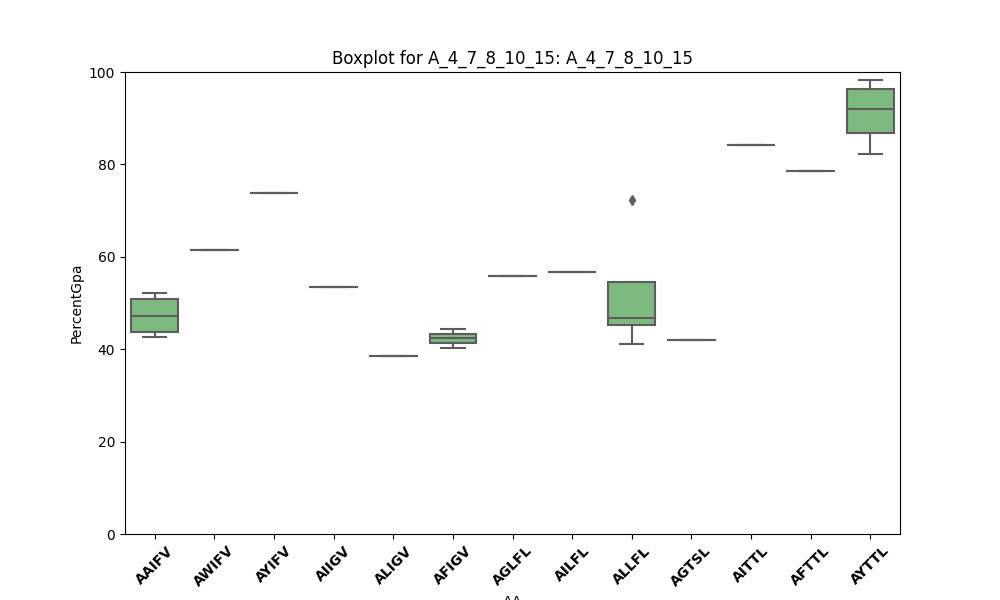 Boxplot for A_4_7_8_10_15: A_4_7_8_10_15
100
80
60
40
20
0
PercentGpa
AAIFV AWIFV AYIFV AIIGV ALIGV AFIGV AGLFL AILFL ALLFL AGTSL AITTL AFTTL AYTTL
AA